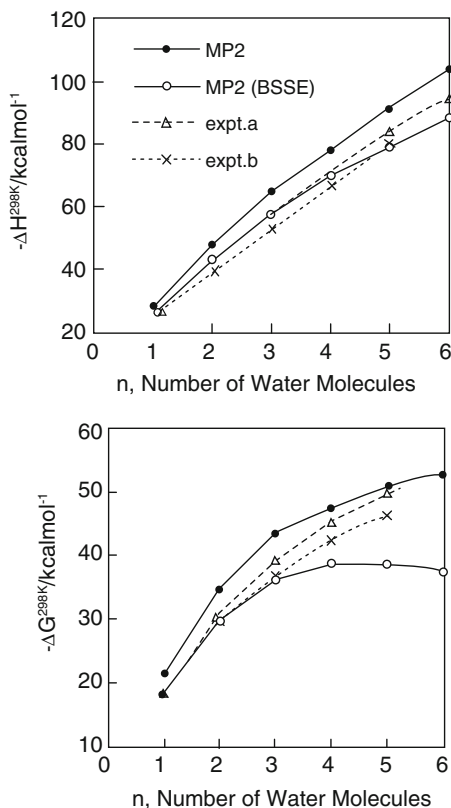 120
100
80
60
40
20
-ΔH²⁹⁸ᴷ/kcalmol⁻¹
MP2
MP2 (BSSE)
expt.a
expt.b
0 1 2 3 4 5 6
n, Number of Water Molecules
60
50
40
30
20
10
-ΔG²⁹⁸ᴷ/kcalmol⁻¹
0 1 2 3 4 5 6
n, Number of Water Molecules